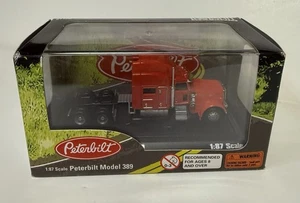 Peterbilt
1:87 Scale
Peterbilt
1:87 Scale Peterbilt Model 389
RECOMMENDED
FOR AGES 8
AND OVER
WARNING